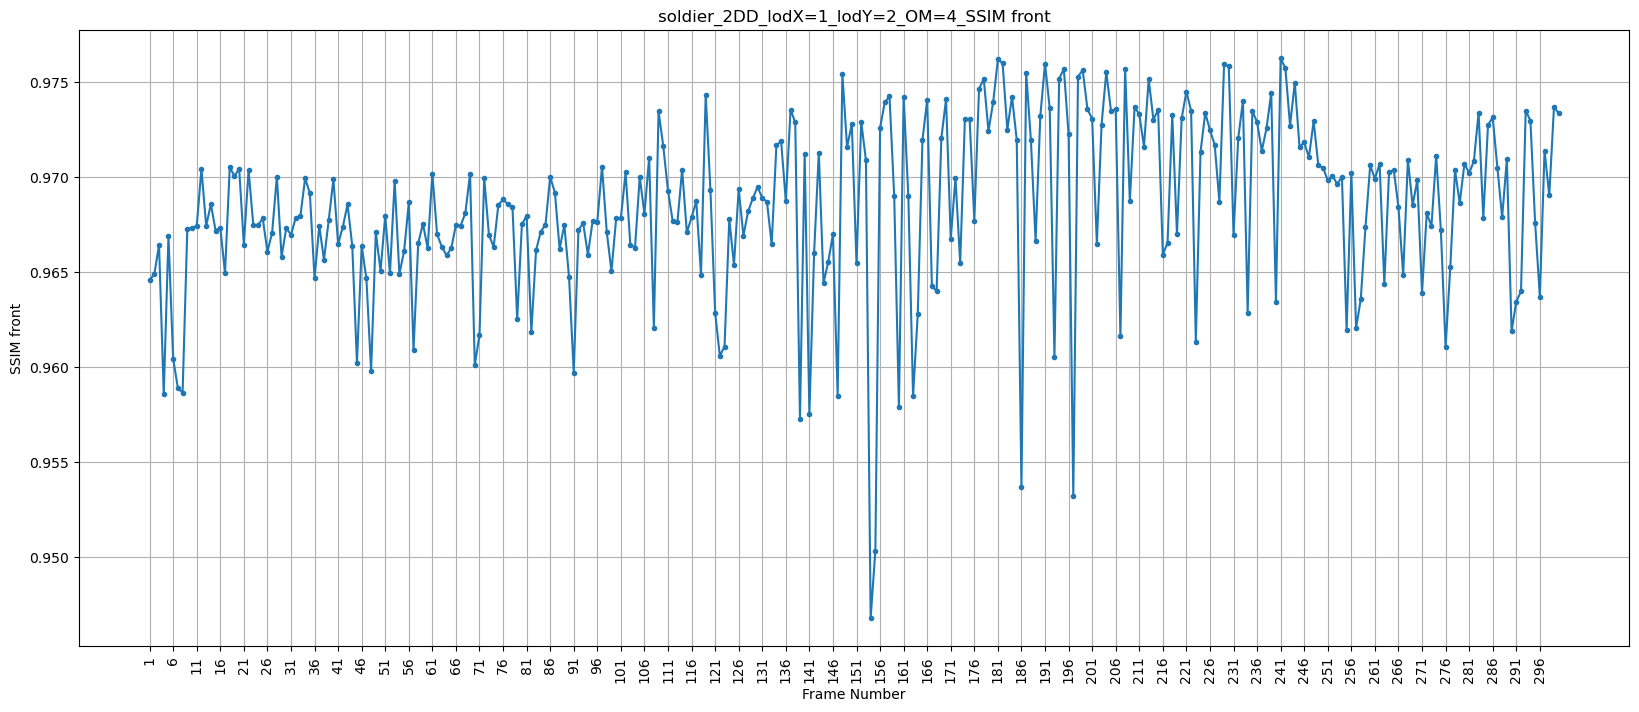 soldier_2DD_lodX=1_lodY=2_OM=4_SSIM front
0.975
0.970
0.965
0.960
0.955
0.950
SSIM front
1 6 11 16 21 26 31 36 41 46 51 56 61 66 71 76 81 86 91 96 101 106 111 116 121 126 131 136 141 146 151 156 161 166 171 176 181 186 191 196 201 206 211 216 221 226 231 236 241 246 251 256 261 266 271 276 281 286 291 296
Frame Number